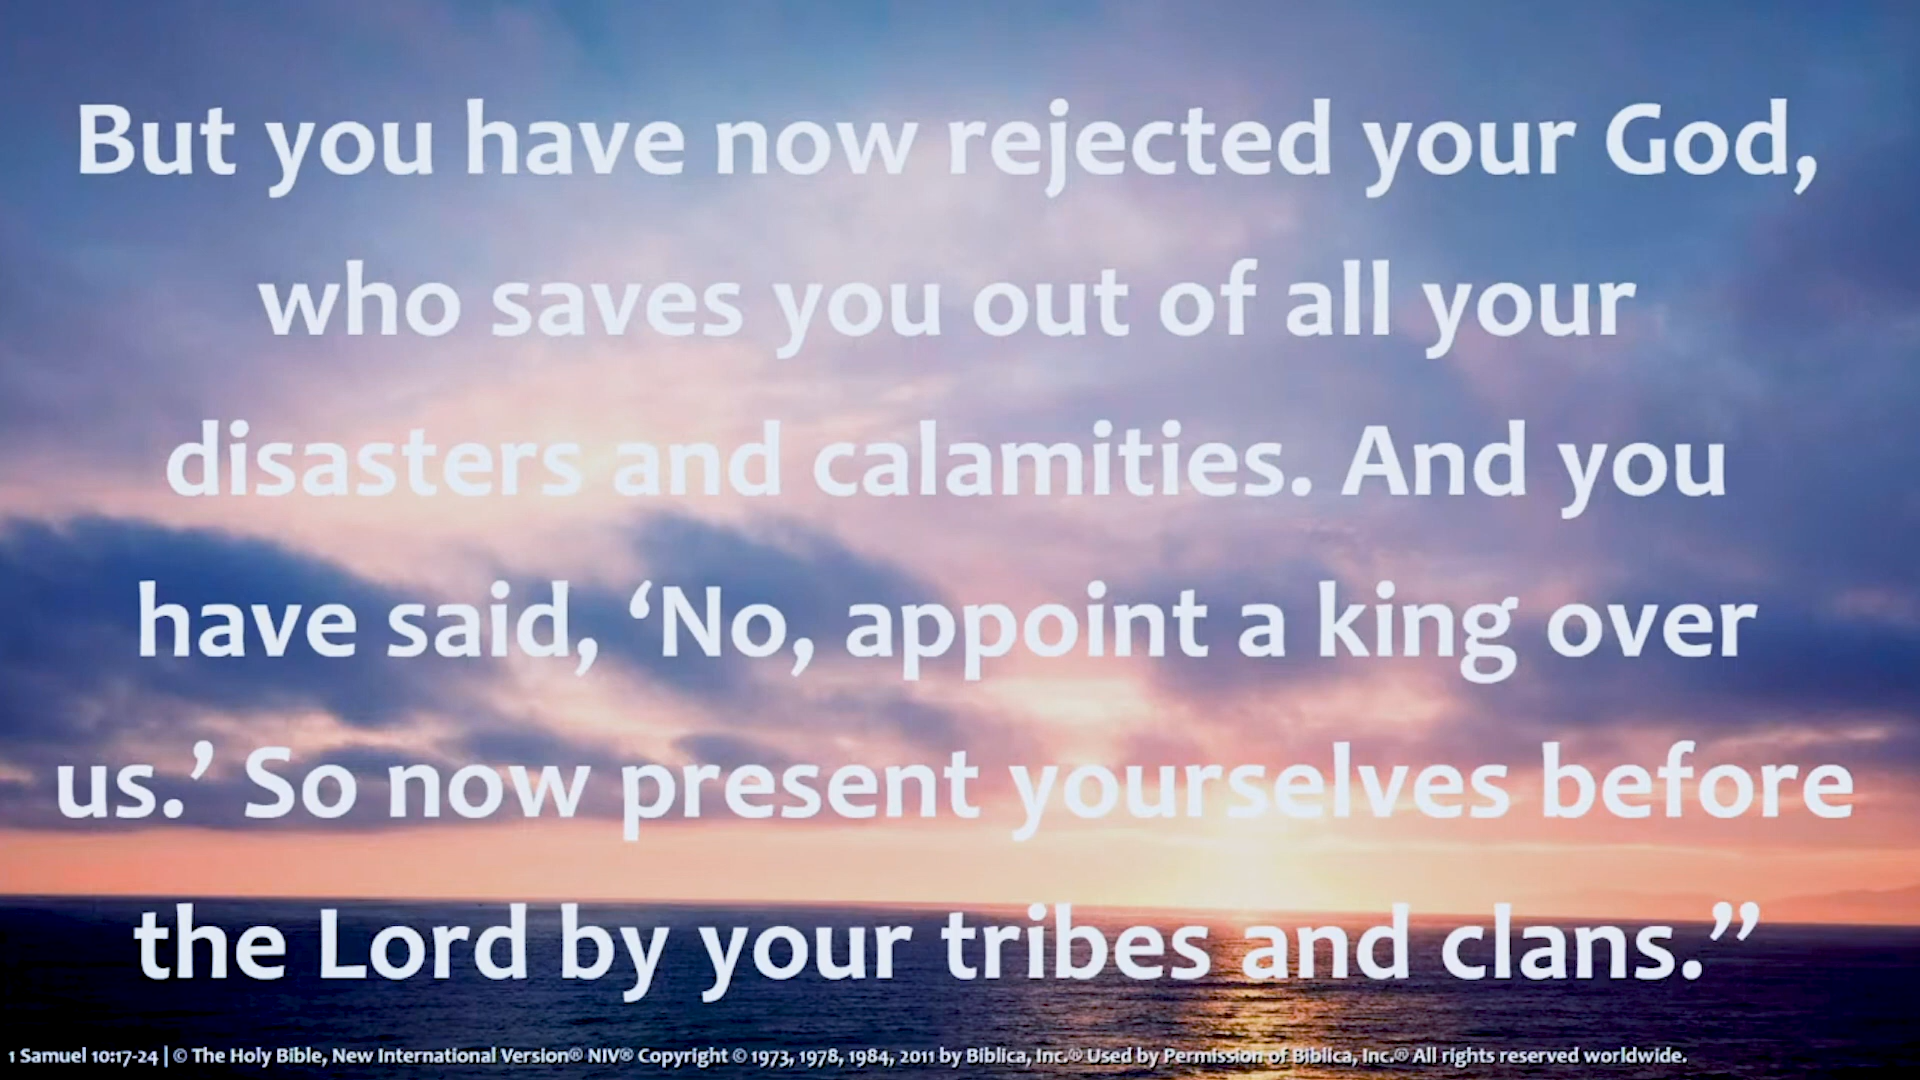 But you have now rejected your God,
who saves you out of all your
disasters and calamities. And you
have said, ‘No, appoint a king over
us.’ So now present yourselves before
the Lord by your tribes and clans.”
1 Samuel 10:17-24 | © The Holy Bible, New International Version® NIV® Copyright © 1973, 1978, 1984, 2011 by Biblica, Inc.® Used by Permission of Biblica, Inc.® All rights reserved worldwide.